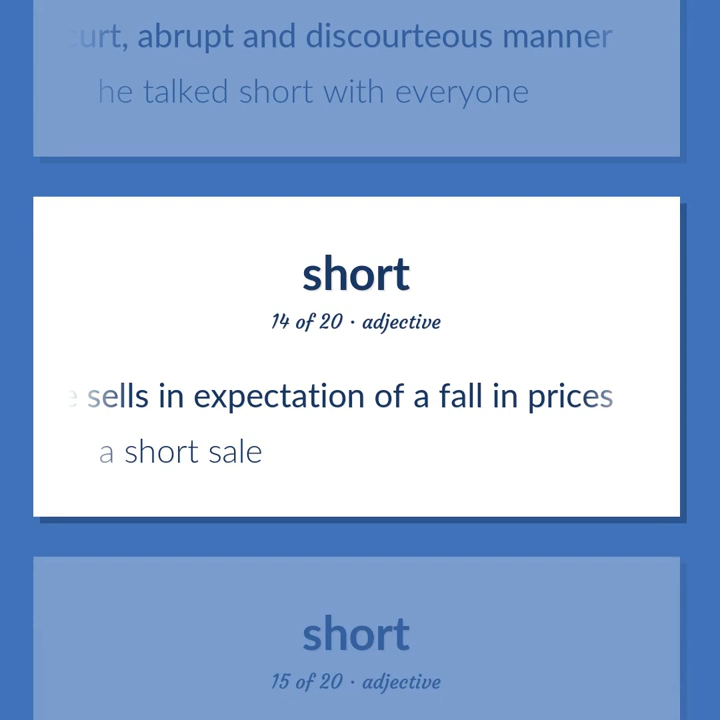 curt, abrupt and discourteous manner
he talked short with everyone
short
14 of 20 · adjective
sells in expectation of a fall in prices
a short sale
short
15 of 20 · adjective